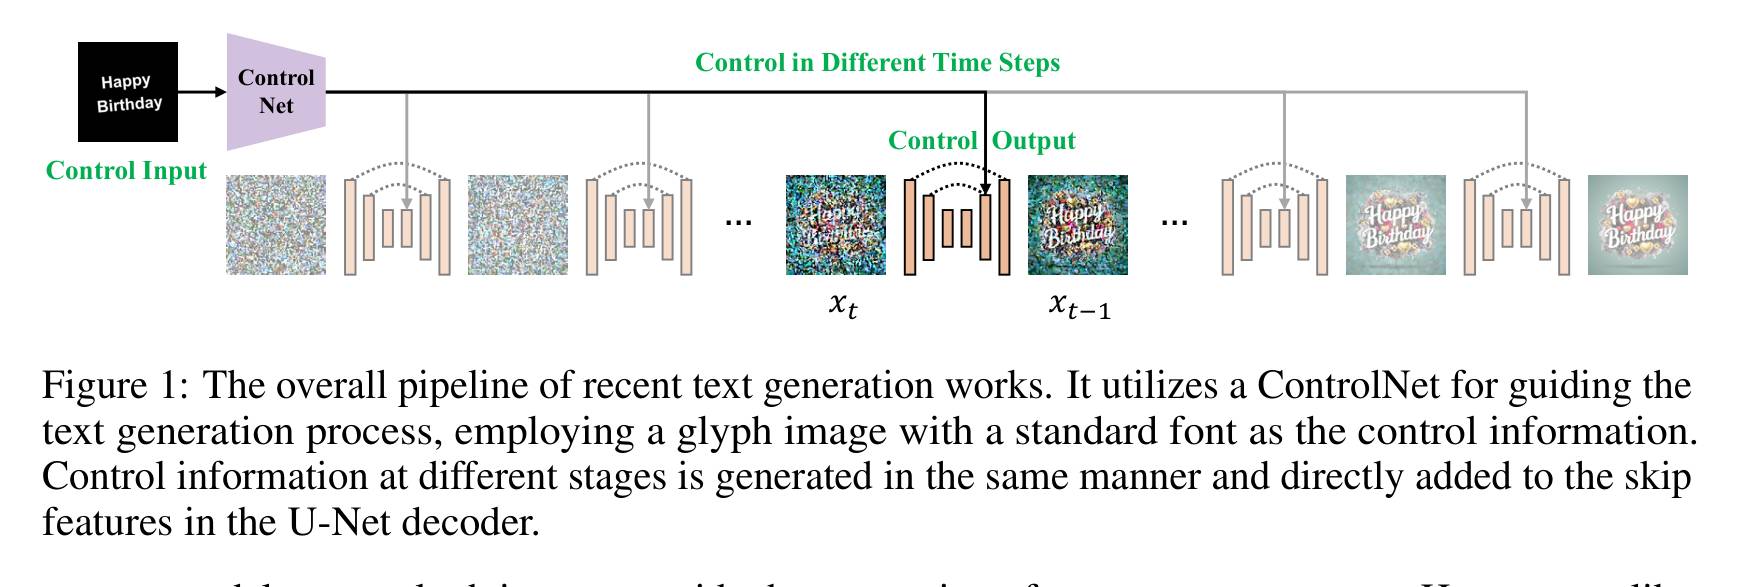 Happy
Birthday
Control
Net
Control Input
Control in Different Time Steps
Control Output
...
Happy
Birthday
Happy
Birthday
...
Happy
Birthday
Happy
Birthday
x_t
x_{t−1}
Figure 1: The overall pipeline of recent text generation works. It utilizes a ControlNet for guiding the
text generation process, employing a glyph image with a standard font as the control information.
Control information at different stages is generated in the same manner and directly added to the skip
features in the U-Net decoder.